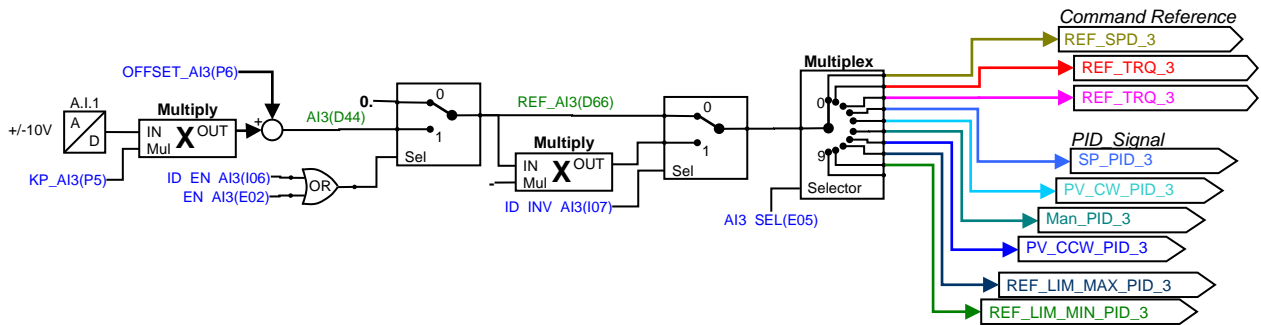 Command Reference
REF_SPD_3
REF_TRQ_3
REF_TRQ_3
PID_Signal
SP_PID_3
PV_CW_PID_3
Man_PID_3
PV_CCW_PID_3
REF_LIM_MAX_PID_3
REF_LIM_MIN_PID_3
OFFSET_AI3(P6)
A.I.1
A
D
+/-10V
Multiply
IN
OUT
Mul
X
+
KP_AI3(P5)
AI3(D44)
ID EN AI3(I06)
EN AI3(E02)
OR
0.
0
1
Sel
REF_AI3(D66)
Multiply
IN
OUT
Mul
X
-
ID INV AI3(I07)
0
1
Sel
Multiplex
0
9
Selector
AI3 SEL(E05)